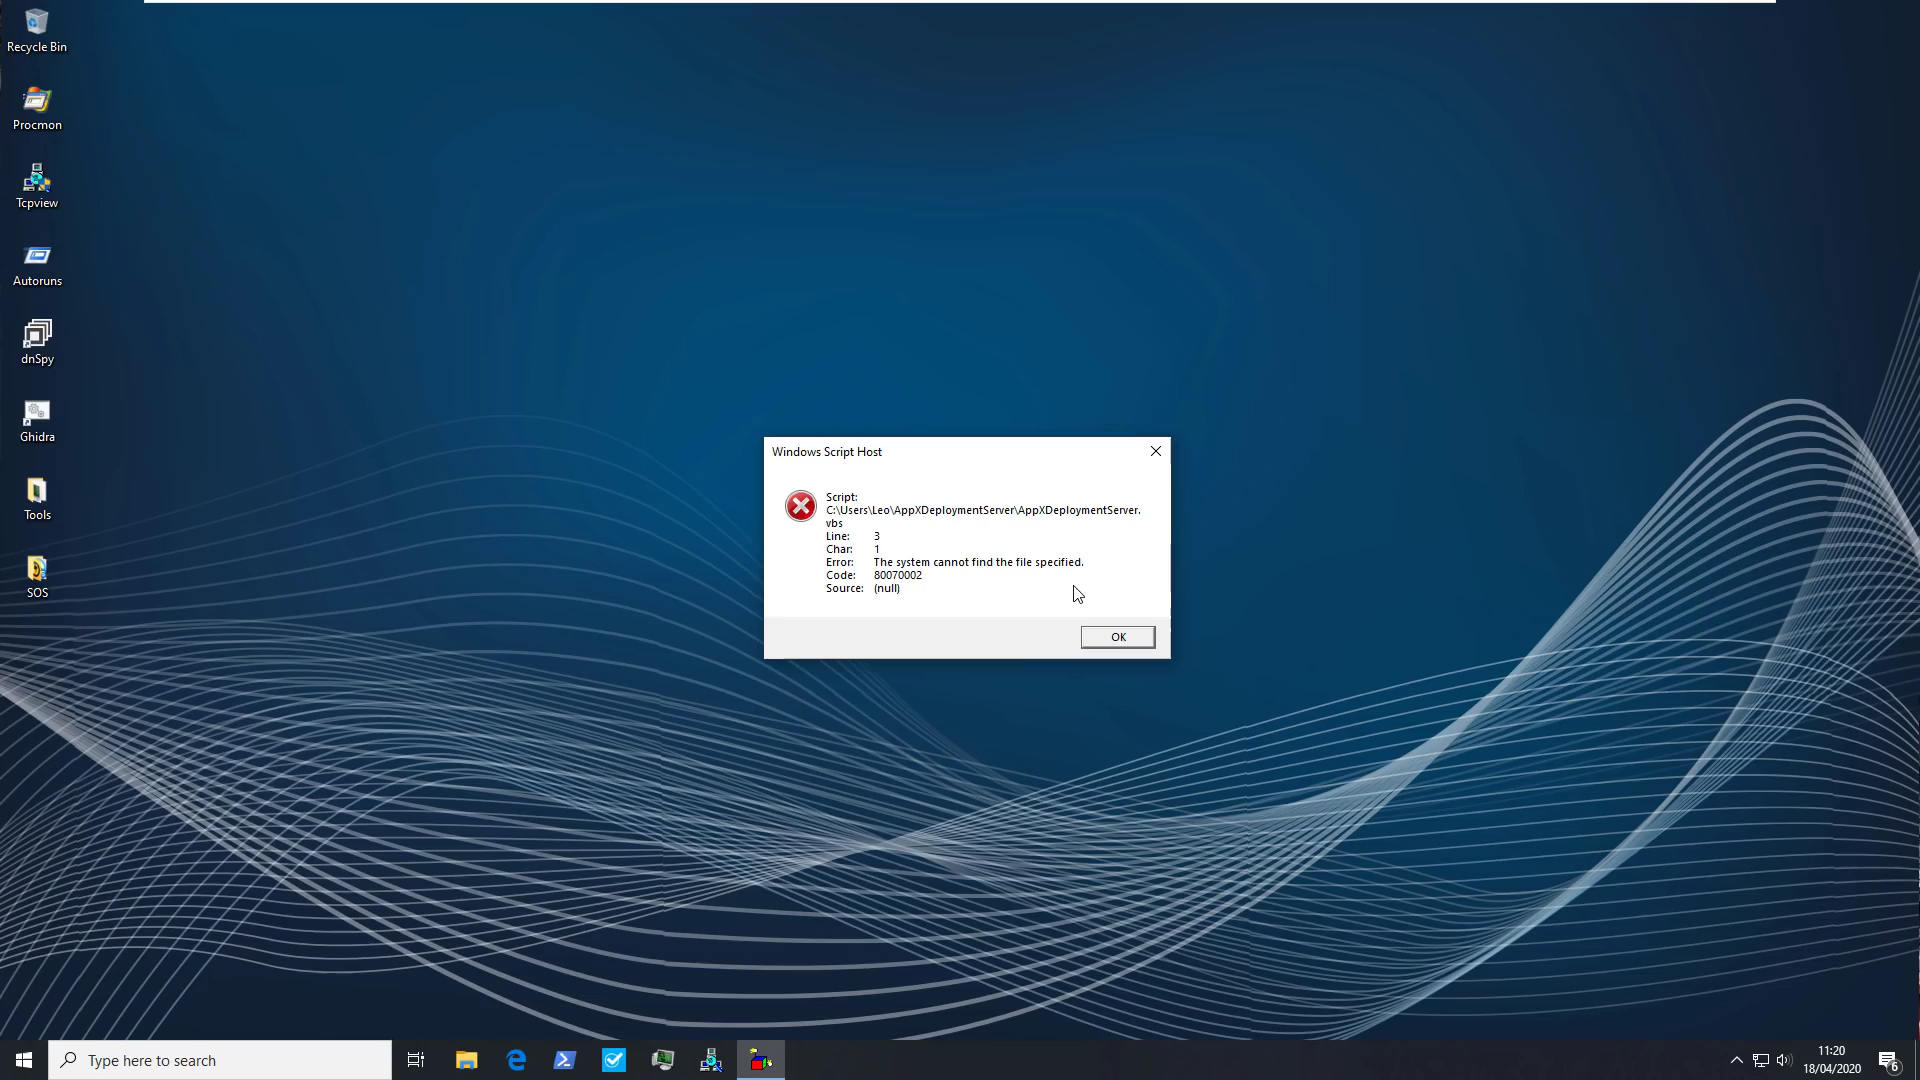 Recycle Bin
Procmon
Tcpview
Autoruns
dnSpy
Ghidra
Tools
SOS
Windows Script Host
Script:
C:\Users\Leo\AppXDeploymentServer\AppXDeploymentServer.
vbs
Line: 3
Char: 1
Error: The system cannot find the file specified.
Code: 80070002
Source: (null)
OK
Type here to search
11:20
18/04/2020
6